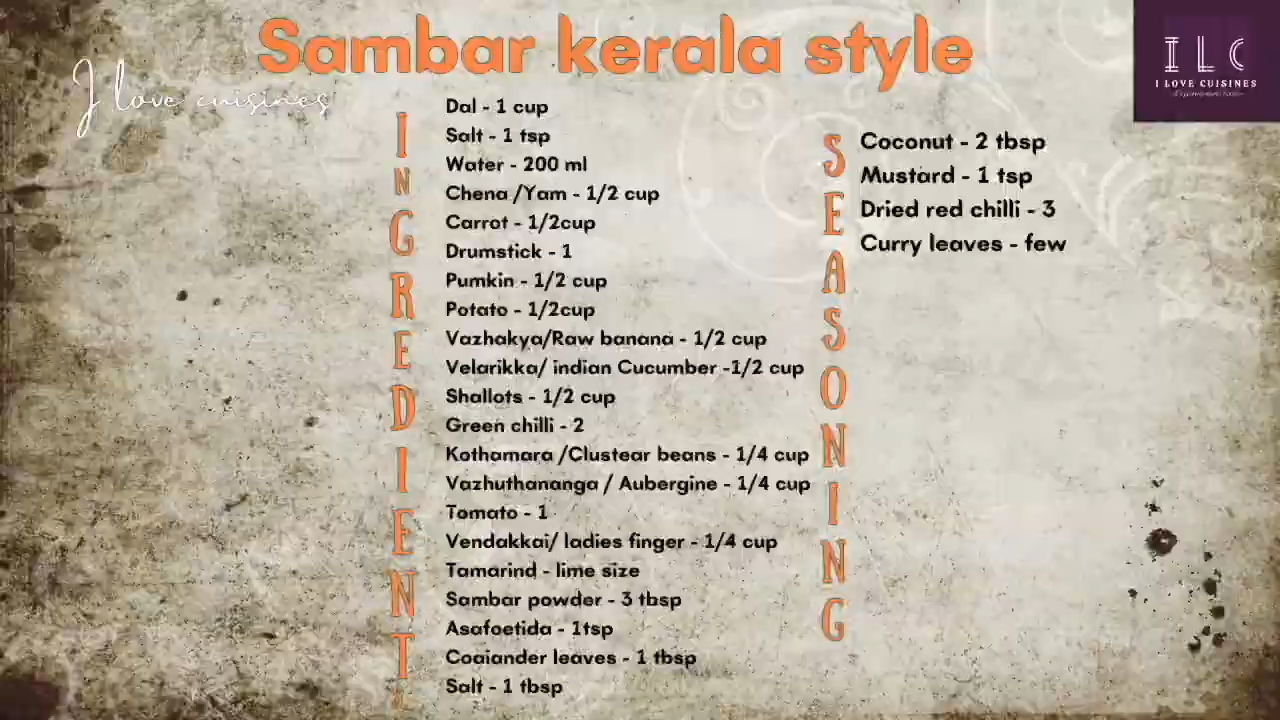 Sambar kerala style
I love cuisines
I L C
I LOVE CUISINES
INGREDIENTS
Dal - 1 cup
Salt - 1 tsp
Water - 200 ml
Chena /Yam - 1/2 cup
Carrot - 1/2cup
Drumstick - 1
Pumkin - 1/2 cup
Potato - 1/2cup
Vazhakya/Raw banana - 1/2 cup
Velarikka/ indian Cucumber -1/2 cup
Shallots - 1/2 cup
Green chilli - 2
Kothamara /Clustear beans - 1/4 cup
Vazhuthananga / Aubergine - 1/4 cup
Tomato - 1
Vendakkai/ ladies finger - 1/4 cup
Tamarind - lime size
Sambar powder - 3 tbsp
Asafoetida - 1tsp
Coaiander leaves - 1 tbsp
Salt - 1 tbsp
SEASONING
Coconut - 2 tbsp
Mustard - 1 tsp
Dried red chilli - 3
Curry leaves - few